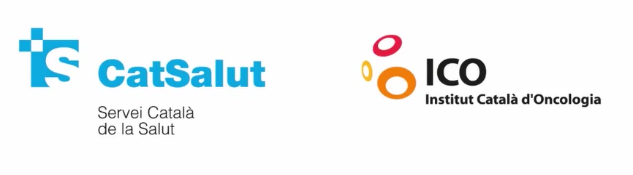 CatSalut
Servei Català
de la Salut
ICO
Institut Català d'Oncologia